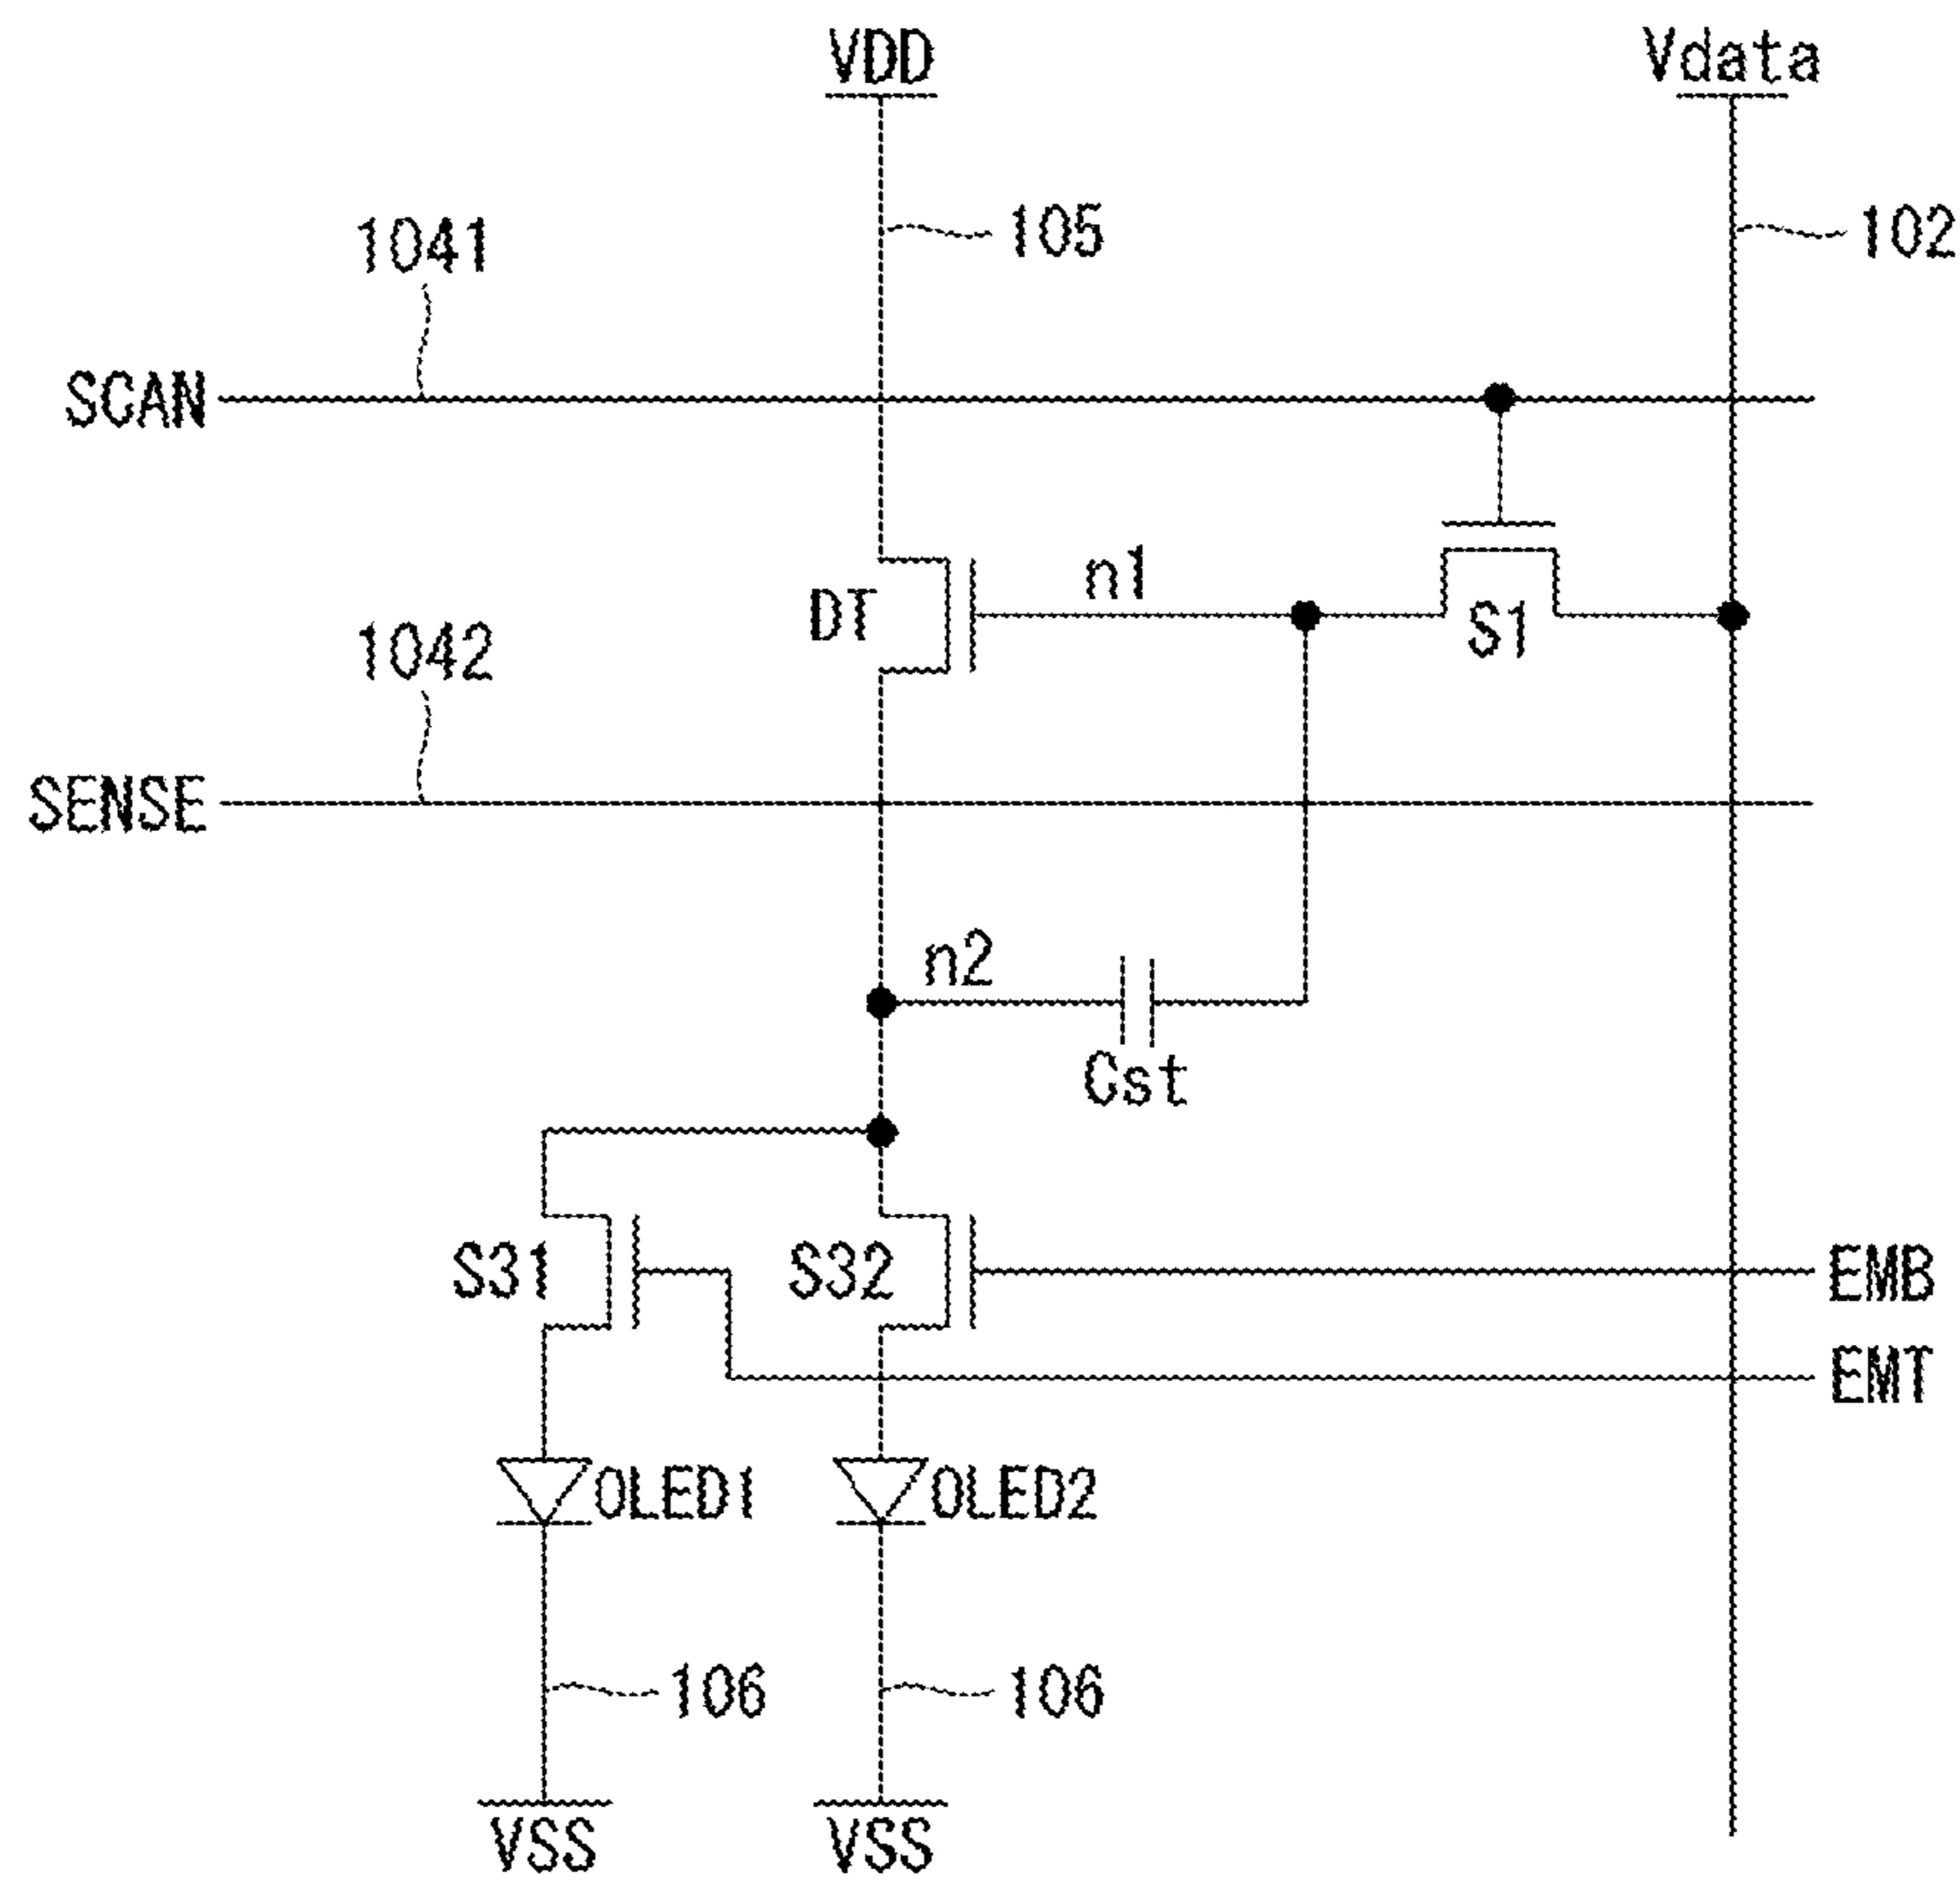 VDD
Vdata
105
102
1041
SCAN
n1
DT
S1
1042
SENSE
n2
Cst
S31
S32
EMB
EMT
OLED1
OLED2
106
106
VSS
VSS